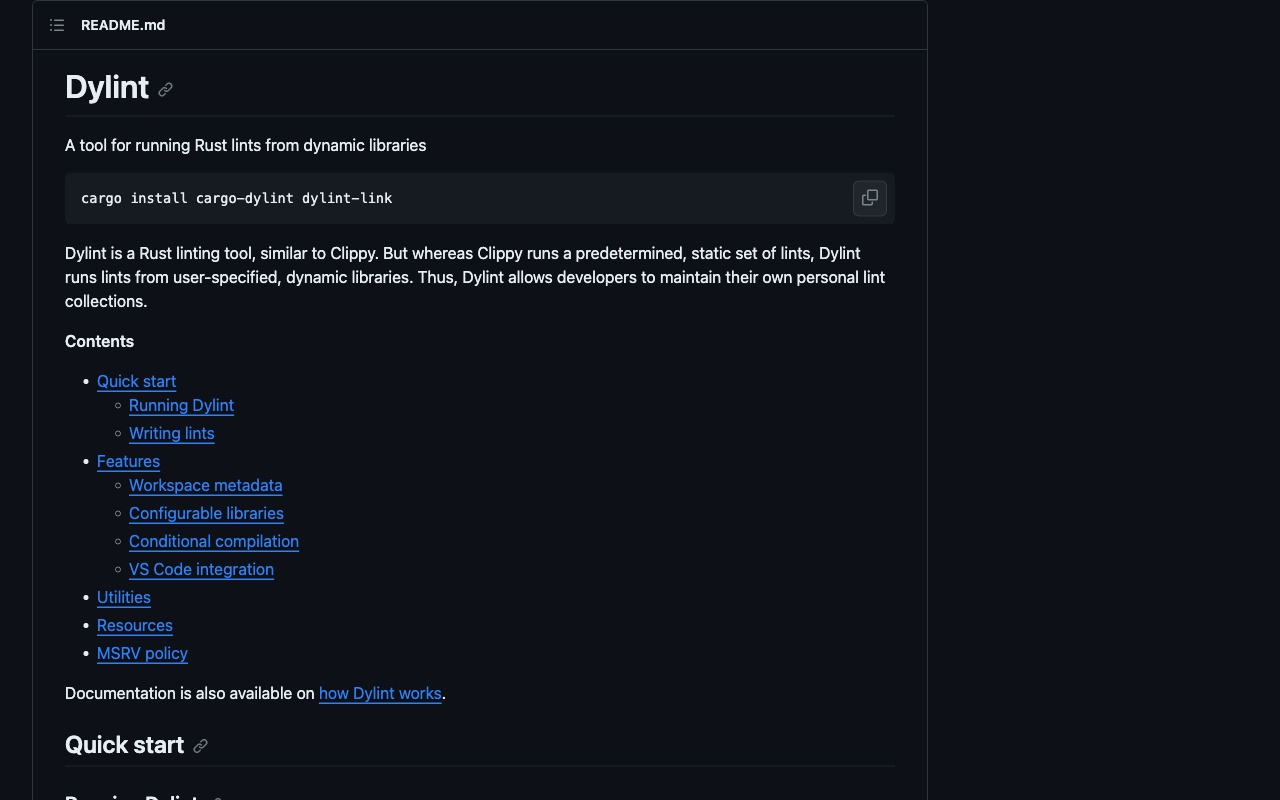 README.md
Dylint
A tool for running Rust lints from dynamic libraries
cargo install cargo-dylint dylint-link
Dylint is a Rust linting tool, similar to Clippy. But whereas Clippy runs a predetermined, static set of lints, Dylint
runs lints from user-specified, dynamic libraries. Thus, Dylint allows developers to maintain their own personal lint
collections.
Contents
Quick start
Running Dylint
Writing lints
Features
Workspace metadata
Configurable libraries
Conditional compilation
VS Code integration
Utilities
Resources
MSRV policy
Documentation is also available on how Dylint works.
Quick start
Running Dylint